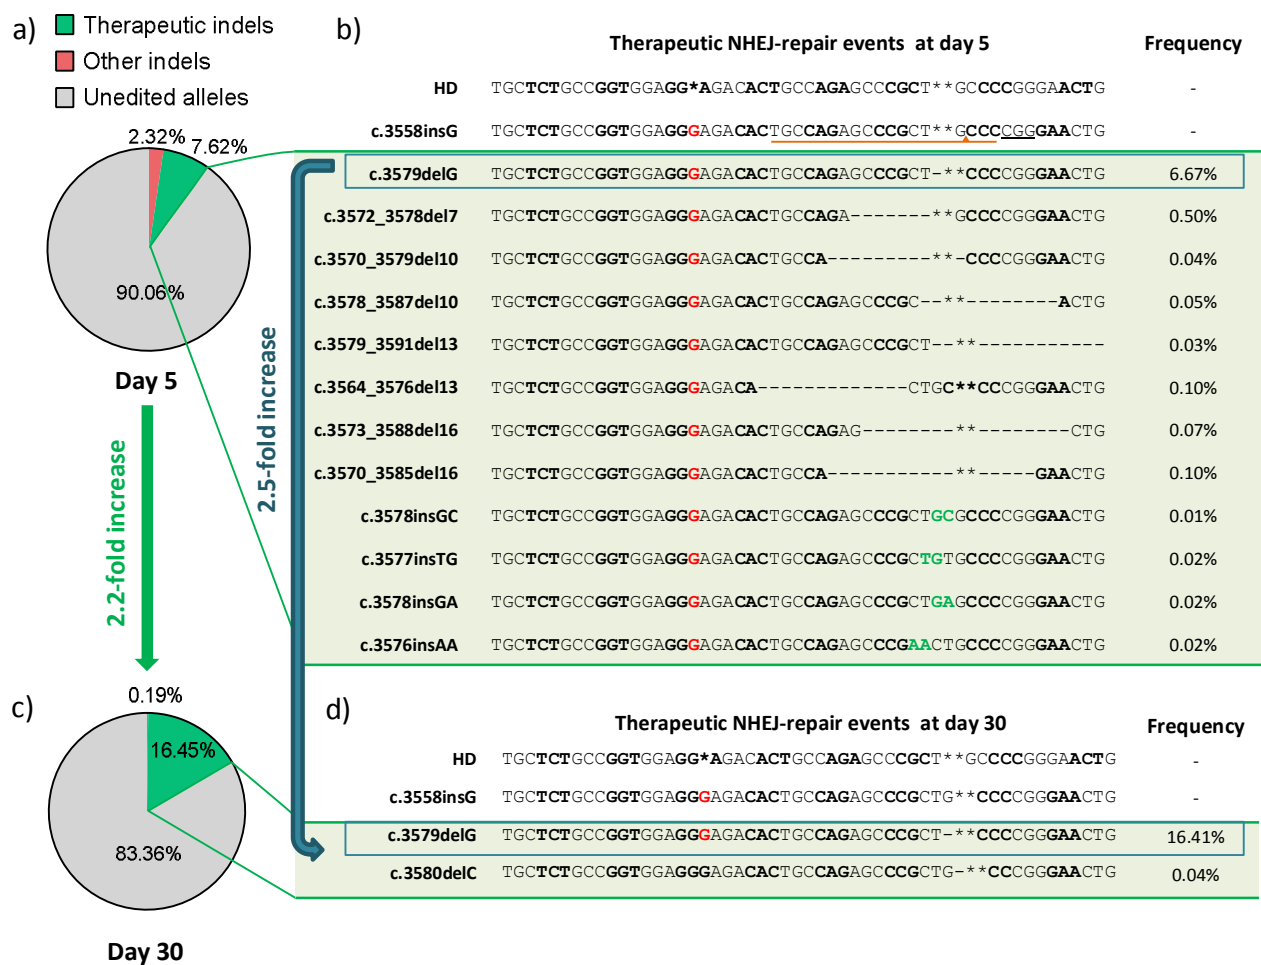 a)
Therapeutic indels
Other indels
Unedited alleles
2.32%
7.62%
90.06%
Day 5
2.2-fold increase
2.5-fold increase
b)
Therapeutic NHEJ-repair events at day 5 Frequency
HD TGCTCTGCCGGTGGAGG*AGACACTGCCAGAGCCCGCT**GCCCCGGGAACTG -
c.3558insG TGCTCTGCCGGTGGAGGGAGACACTGCCAGAGCCCGCT**GCCCCGGGAACTG -
c.3579delG TGCTCTGCCGGTGGAGGGAGACACTGCCAGAGCCCGCT-**CCCCGGGAACTG 6.67%
c.3572_3578del7 TGCTCTGCCGGTGGAGGGAGACACTGCCAGA-------**GCCCCGGGAACTG 0.50%
c.3570_3579del10 TGCTCTGCCGGTGGAGGGAGACACTGCCA---------**-CCCCGGGAACTG 0.04%
c.3578_3587del10 TGCTCTGCCGGTGGAGGGAGACACTGCCAGAGCCCGC--**---------ACTG 0.05%
c.3579_3591del13 TGCTCTGCCGGTGGAGGGAGACACTGCCAGAGCCCGCT--**----------- 0.03%
c.3564_3576del13 TGCTCTGCCGGTGGAGGGAGACA-------------CTGC**CCCGGGAACTG 0.10%
c.3573_3588del16 TGCTCTGCCGGTGGAGGGAGACACTGCCAGAG--------**--------CTG 0.07%
c.3570_3585del16 TGCTCTGCCGGTGGAGGGAGACACTGCCA-----------**-----GAACTG 0.10%
c.3578insGC TGCTCTGCCGGTGGAGGGAGACACTGCCAGAGCCCGCTGCGCCCCGGGAACTG 0.01%
c.3577insTG TGCTCTGCCGGTGGAGGGAGACACTGCCAGAGCCCGCTGTGCCCCGGGAACTG 0.02%
c.3578insGA TGCTCTGCCGGTGGAGGGAGACACTGCCAGAGCCCGCTGAGCCCCGGGAACTG 0.02%
c.3576insAA TGCTCTGCCGGTGGAGGGAGACACTGCCAGAGCCCGAACTGCCCCGGGAACTG 0.02%
c)
0.19%
16.45%
83.36%
Day 30
d)
Therapeutic NHEJ-repair events at day 30 Frequency
HD TGCTCTGCCGGTGGAGG*AGACACTGCCAGAGCCCGCT**GCCCCGGGAACTG -
c.3558insG TGCTCTGCCGGTGGAGGGAGACACTGCCAGAGCCCGCTG**CCCCGGGAACTG -
c.3579delG TGCTCTGCCGGTGGAGGGAGACACTGCCAGAGCCCGCT-**CCCCGGGAACTG 16.41%
c.3580delC TGCTCTGCCGGTGGAGGGAGACACTGCCAGAGCCCGCTG-**CCCGGGAACTG 0.04%